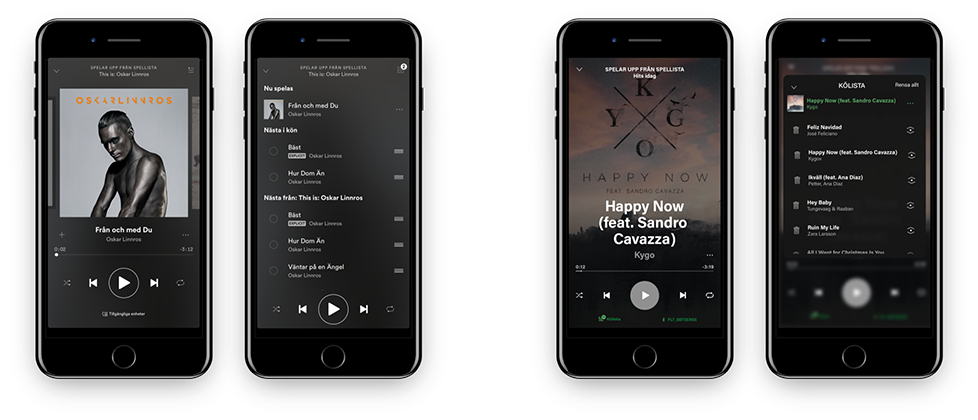 SPELAR UPP FRÅN SPELLISTA
This is: Oskar Linnros
OSKARLINNROS
Från och med Du
Oskar Linnros
0:02
-3:12
Tillgängliga enheter
SPELAR UPP FRÅN SPELLISTA
This is: Oskar Linnros
2
Nu spelas
Från och med Du
Oskar Linnros
Nästa i kön
Bäst
EXPLICIT Oskar Linnros
Hur Dom Än
Oskar Linnros
Nästa från: This is: Oskar Linnros
Bäst
EXPLICIT Oskar Linnros
Hur Dom Än
Oskar Linnros
Väntar på en Ängel
Oskar Linnros
SPELAR UPP FRÅN SPELLISTA
Hits idag
K
Y G
O
HAPPY NOW
FEAT. SANDRO CAVAZZA
Happy Now
(feat. Sandro
Cavazza)
Kygo
0:12
-3:19
Kölista
KÖLISTA
Rensa allt
Happy Now (feat. Sandro Cavazza)
Kygo
Feliz Navidad
José Feliciano
Happy Now (feat. Sandro Cavazza)
Kygo
Ikväll (feat. Ana Diaz)
Petter, Ana Diaz
Hey Baby
Tungevaag & Raaban
Ruin My Life
Zara Larsson
All I Want for Christmas Is You